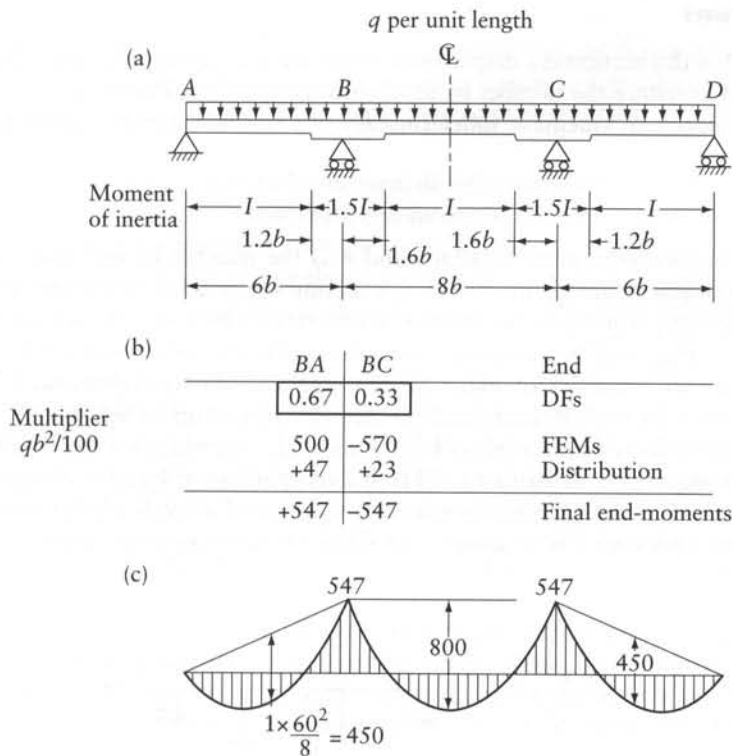 q per unit length
(a)
℄
A B C D
Moment
of inertia
I 1.5I I 1.5I I
1.2b 1.6b 1.6b 1.2b
6b 8b 6b
(b)
BA BC End
0.67 0.33 DFs
Multiplier
qb²/100
500 −570 FEMs
+47 +23 Distribution
+547 −547 Final end-moments
(c)
547 547
800
450
1×60²/8 = 450